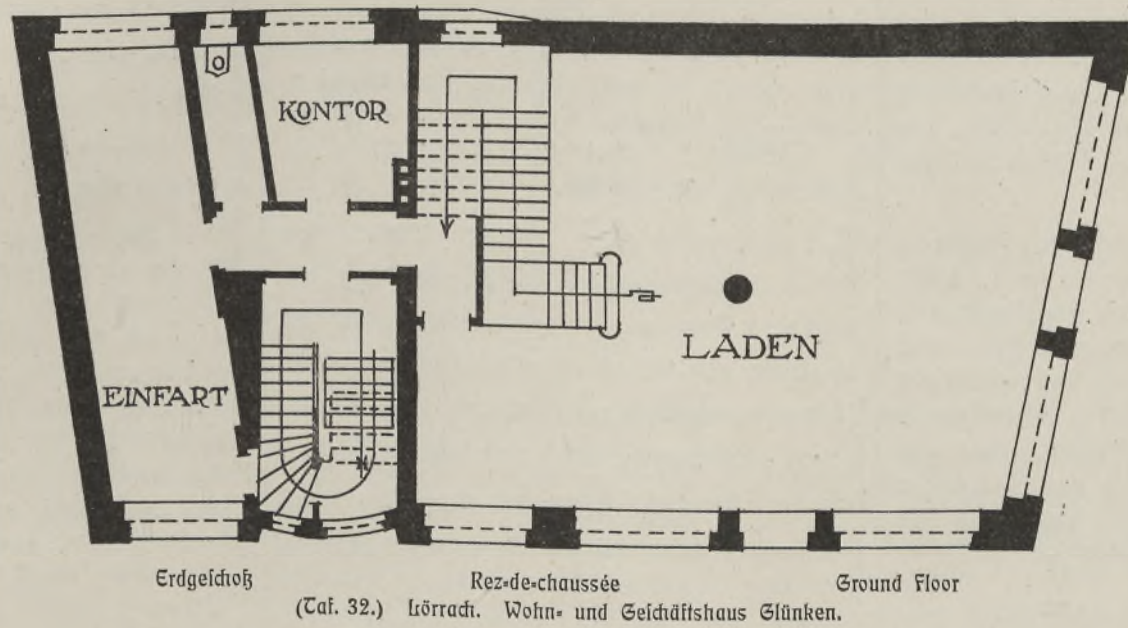 KONTOR
LADEN
EINFART
Erdgeſchoß Rez-de-chaussée Ground Floor
(Taf. 32.) Lörrach. Wohn- und Geſchäftshaus Glünken.